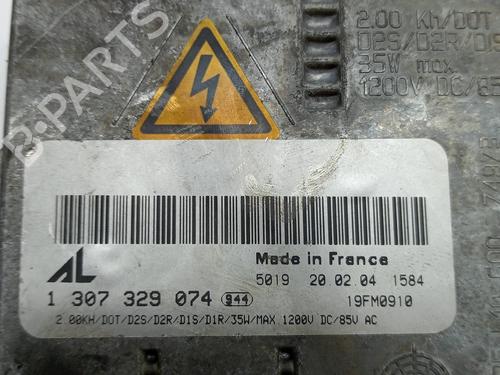 2.00 KH/DOT
D2S/D2R/D1S
35W max
1200V DC/85
B-PARTS
AL
Made in France
5019 20.02.04 1584
1 307 329 074 944
19FM0910
2.00KH/DOT/D2S/D2R/D1S/D1R/35W/MAX 1200V DC/85V AC